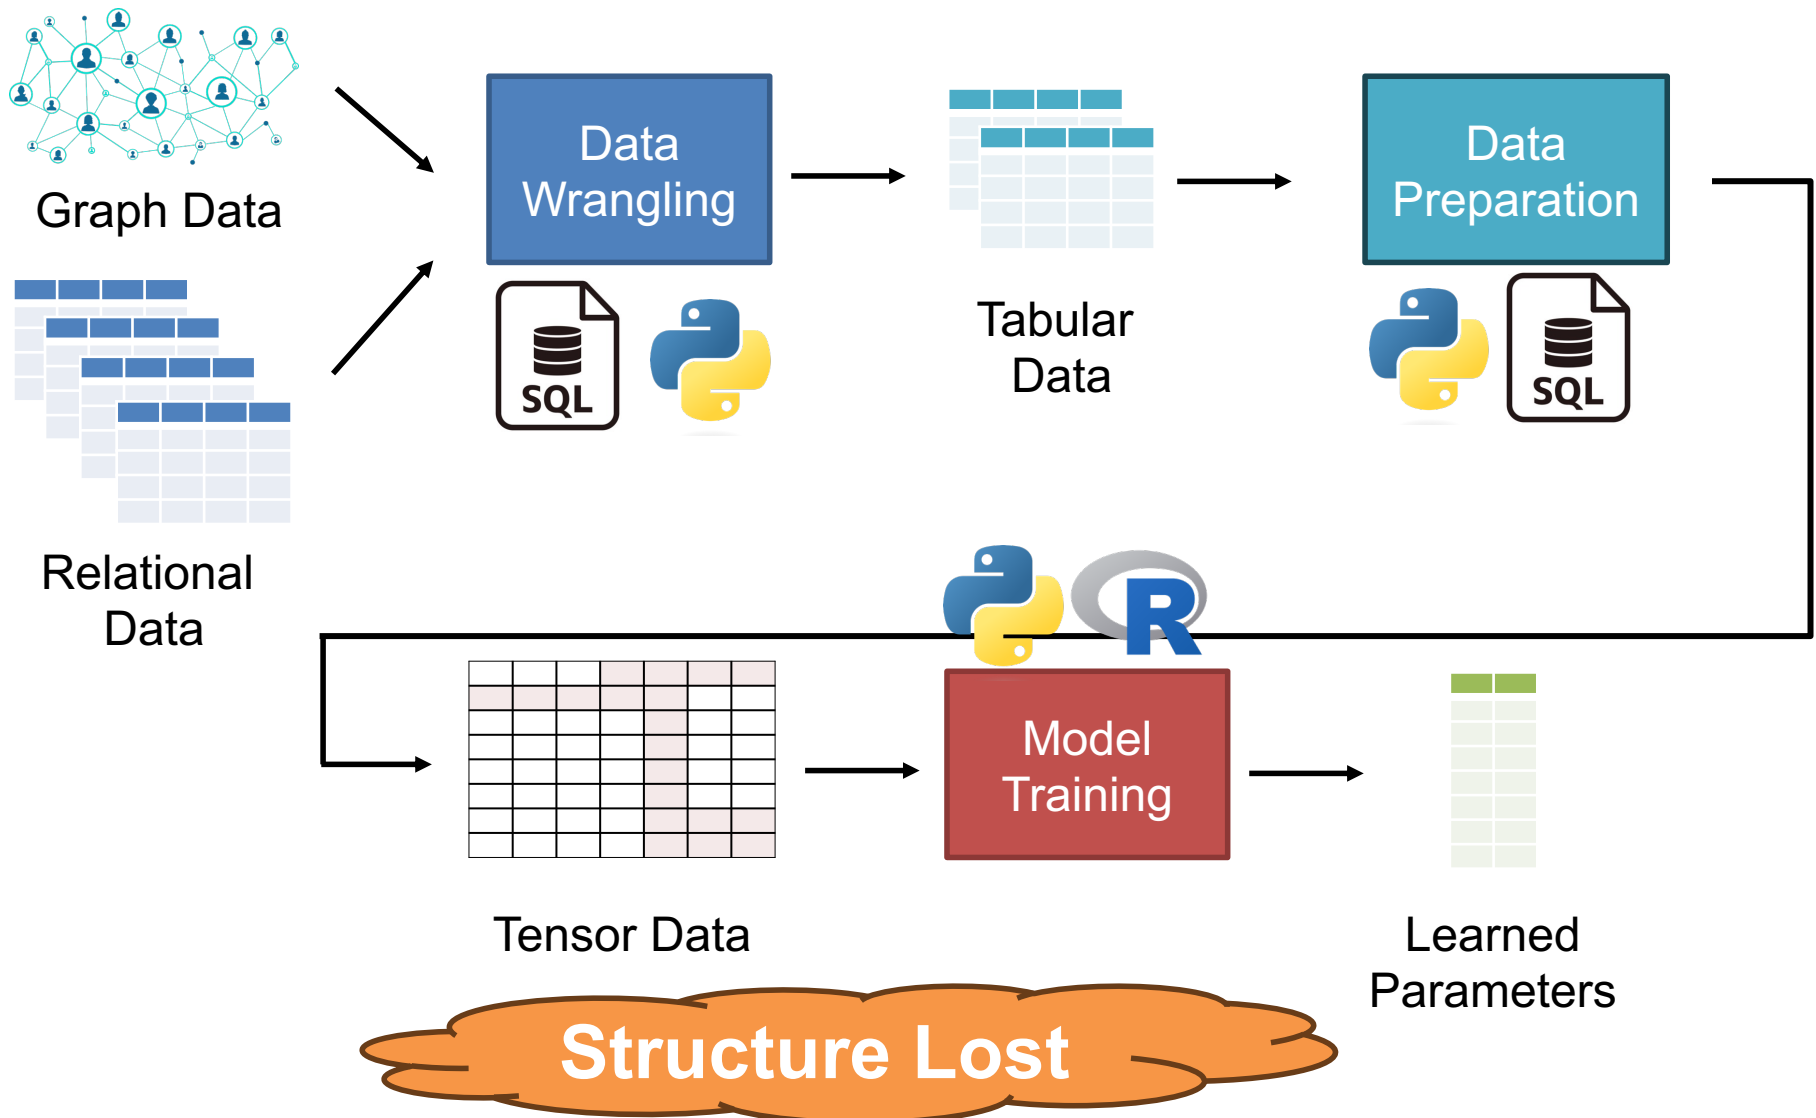 Graph Data
Data
Wrangling
SQL
Tabular
Data
Data
Preparation
SQL
Relational
Data
R
Tensor Data
Model
Training
Learned
Parameters
Structure Lost